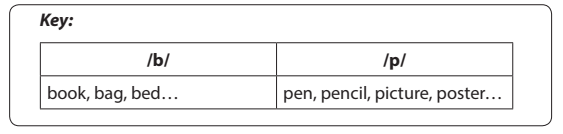 Key:
/b/ /p/
book, bag, bed… pen, pencil, picture, poster…